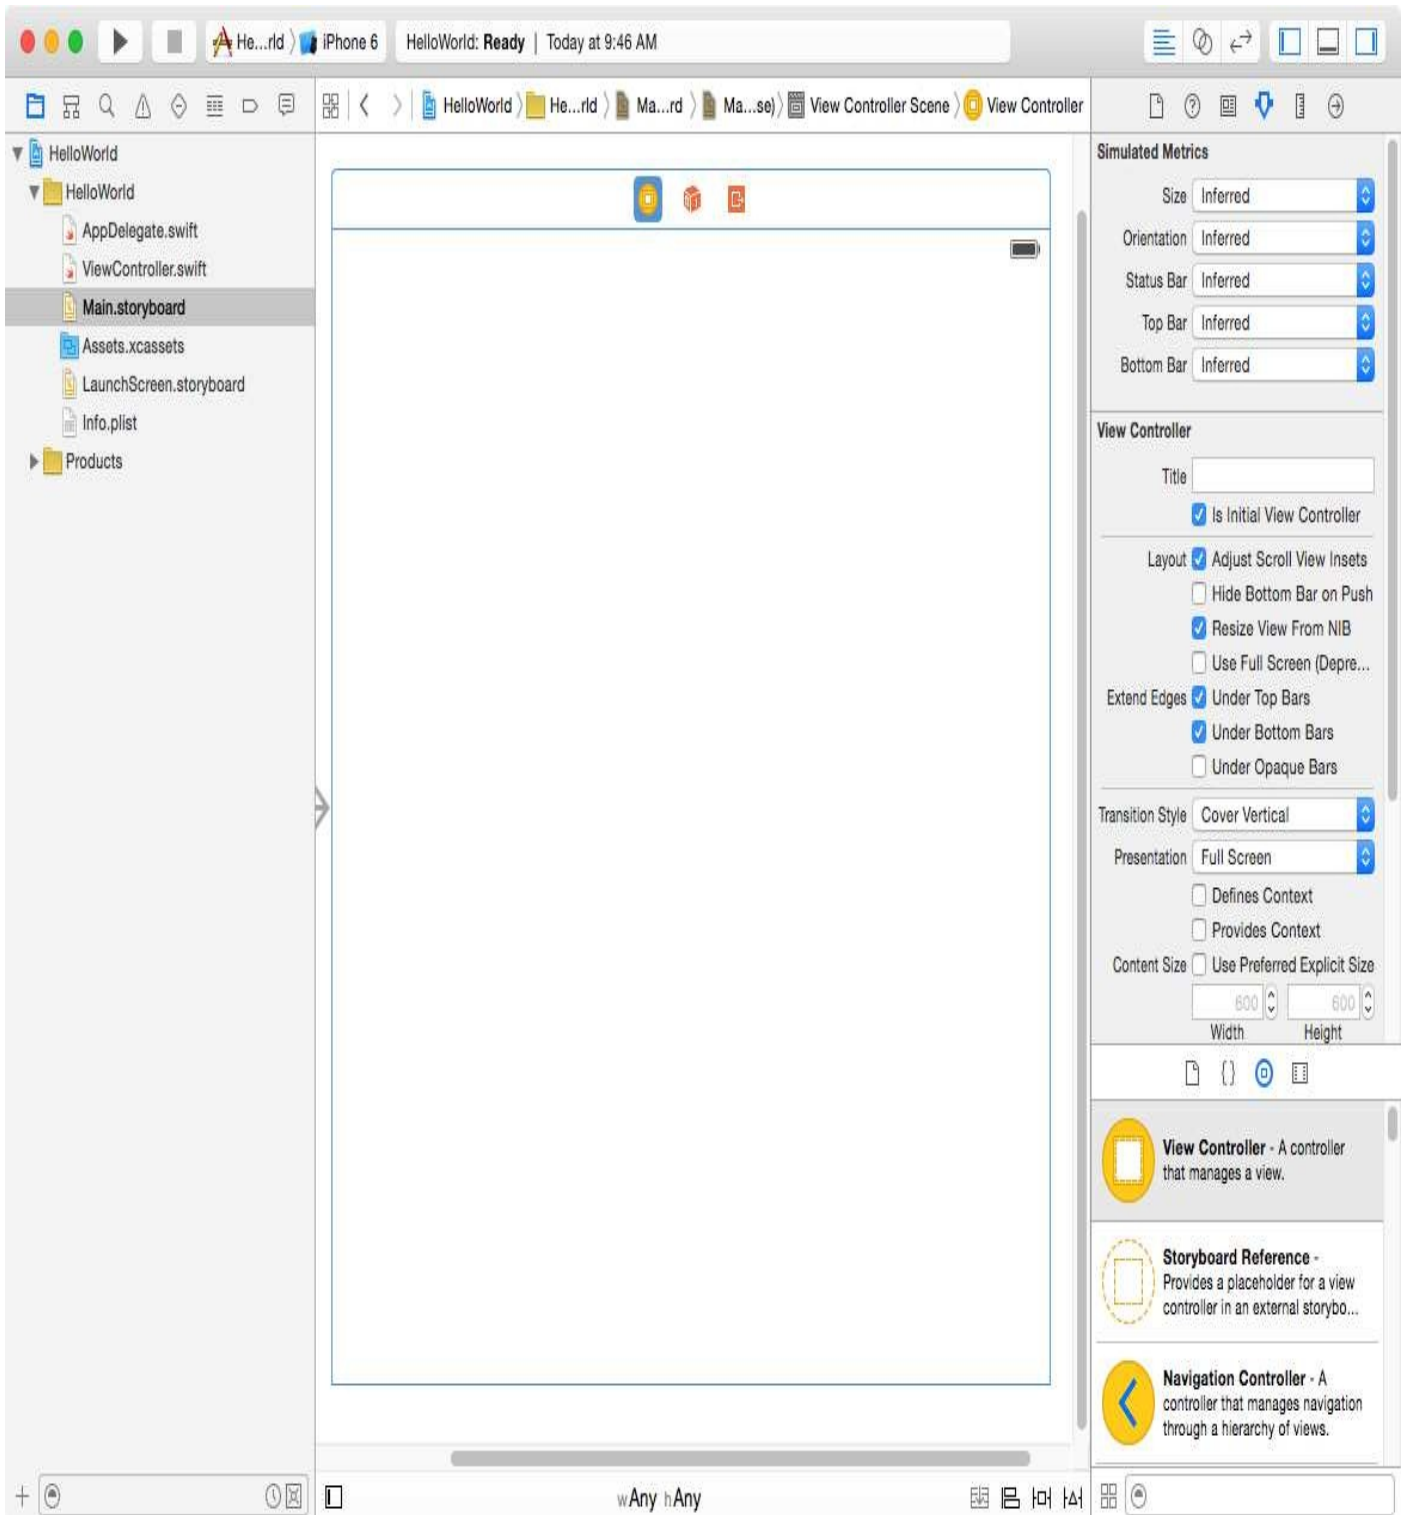 He...rld
iPhone 6
HelloWorld: Ready | Today at 9:46 AM
HelloWorld
He...rld
Ma...rd
Ma...se)
View Controller Scene
View Controller
HelloWorld
HelloWorld
AppDelegate.swift
ViewController.swift
Main.storyboard
Assets.xcassets
LaunchScreen.storyboard
Info.plist
Products
Simulated Metrics
Size Inferred
Orientation Inferred
Status Bar Inferred
Top Bar Inferred
Bottom Bar Inferred
View Controller
Title
Is Initial View Controller
Layout Adjust Scroll View Insets
Hide Bottom Bar on Push
Resize View From NIB
Use Full Screen (Depre...
Extend Edges Under Top Bars
Under Bottom Bars
Under Opaque Bars
Transition Style Cover Vertical
Presentation Full Screen
Defines Context
Provides Context
Content Size Use Preferred Explicit Size
600 600
Width Height
View Controller - A controller
that manages a view.
Storyboard Reference -
Provides a placeholder for a view
controller in an external storybo...
Navigation Controller - A
controller that manages navigation
through a hierarchy of views.
wAny hAny